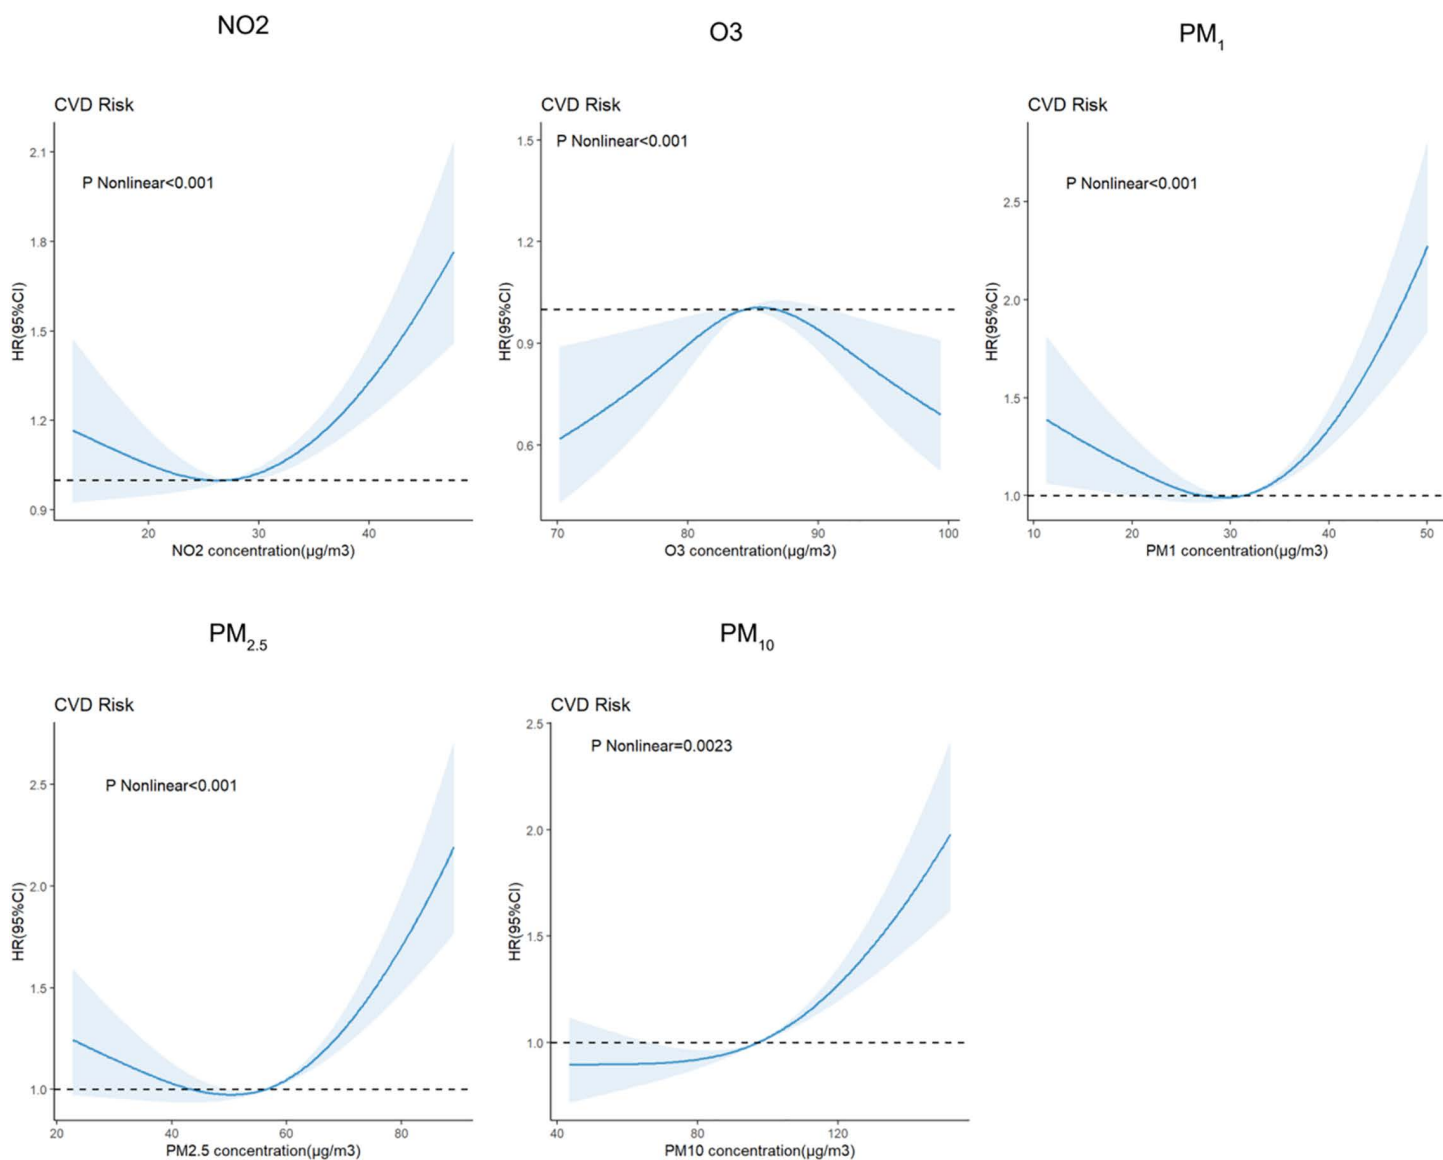 NO2
O3
PM1
CVD Risk
P Nonlinear<0.001
HR(95%CI)
2.1
1.8
1.5
1.2
0.9
20
30
40
NO2 concentration(µg/m3)
CVD Risk
P Nonlinear<0.001
HR(95%CI)
1.5
1.2
0.9
0.6
70
80
90
100
O3 concentration(µg/m3)
CVD Risk
P Nonlinear<0.001
HR(95%CI)
2.5
2.0
1.5
1.0
10
20
30
40
50
PM1 concentration(µg/m3)
PM2.5
PM10
CVD Risk
P Nonlinear<0.001
HR(95%CI)
2.5
2.0
1.5
1.0
20
40
60
80
PM2.5 concentration(µg/m3)
CVD Risk
P Nonlinear=0.0023
HR(95%CI)
2.5
2.0
1.5
1.0
40
80
120
PM10 concentration(µg/m3)